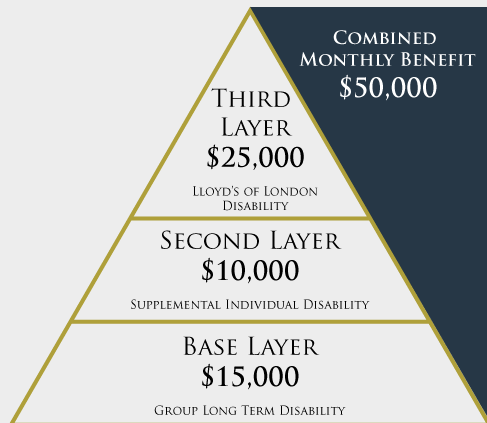 Combined
Monthly Benefit
$50,000
Third
Layer
$25,000
Lloyd's of London
Disability
Second Layer
$10,000
Supplemental Individual Disability
Base Layer
$15,000
Group Long Term Disability